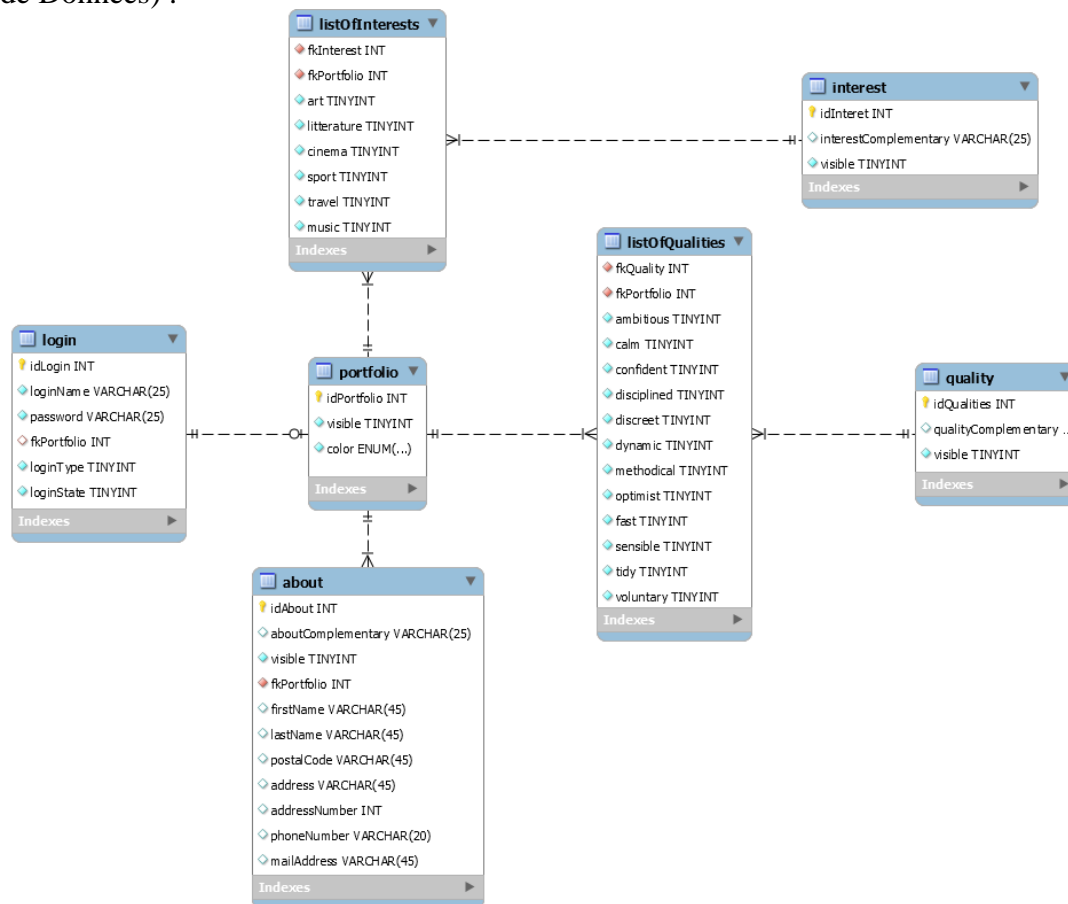 de Données) :
listOfInterests
fkInterest INT
fkPortfolio INT
art TINYINT
litterature TINYINT
cinema TINYINT
sport TINYINT
travel TINYINT
music TINYINT
Indexes
interest
idInteret INT
interestComplementary VARCHAR(25)
visible TINYINT
Indexes
listOfQualities
fkQuality INT
fkPortfolio INT
ambitious TINYINT
calm TINYINT
confident TINYINT
disciplined TINYINT
discreet TINYINT
dynamic TINYINT
methodical TINYINT
optimist TINYINT
fast TINYINT
sensible TINYINT
tidy TINYINT
voluntary TINYINT
Indexes
login
idLogin INT
loginName VARCHAR(25)
password VARCHAR(25)
fkPortfolio INT
loginType TINYINT
loginState TINYINT
Indexes
portfolio
idPortfolio INT
visible TINYINT
color ENUM(...)
Indexes
quality
idQualities INT
qualityComplementary ...
visible TINYINT
Indexes
about
idAbout INT
aboutComplementary VARCHAR(25)
visible TINYINT
fkPortfolio INT
firstName VARCHAR(45)
lastName VARCHAR(45)
postalCode VARCHAR(45)
address VARCHAR(45)
addressNumber INT
phoneNumber VARCHAR(20)
mailAddress VARCHAR(45)
Indexes